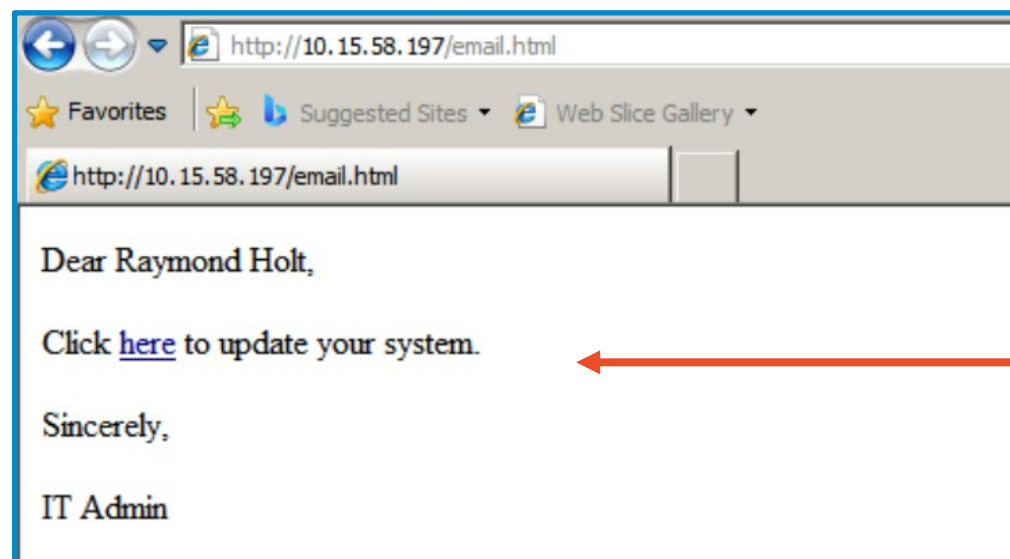 http://10.15.58.197/email.html
Favorites Suggested Sites Web Slice Gallery
http://10.15.58.197/email.html
Dear Raymond Holt,
Click here to update your system.
Sincerely,
IT Admin